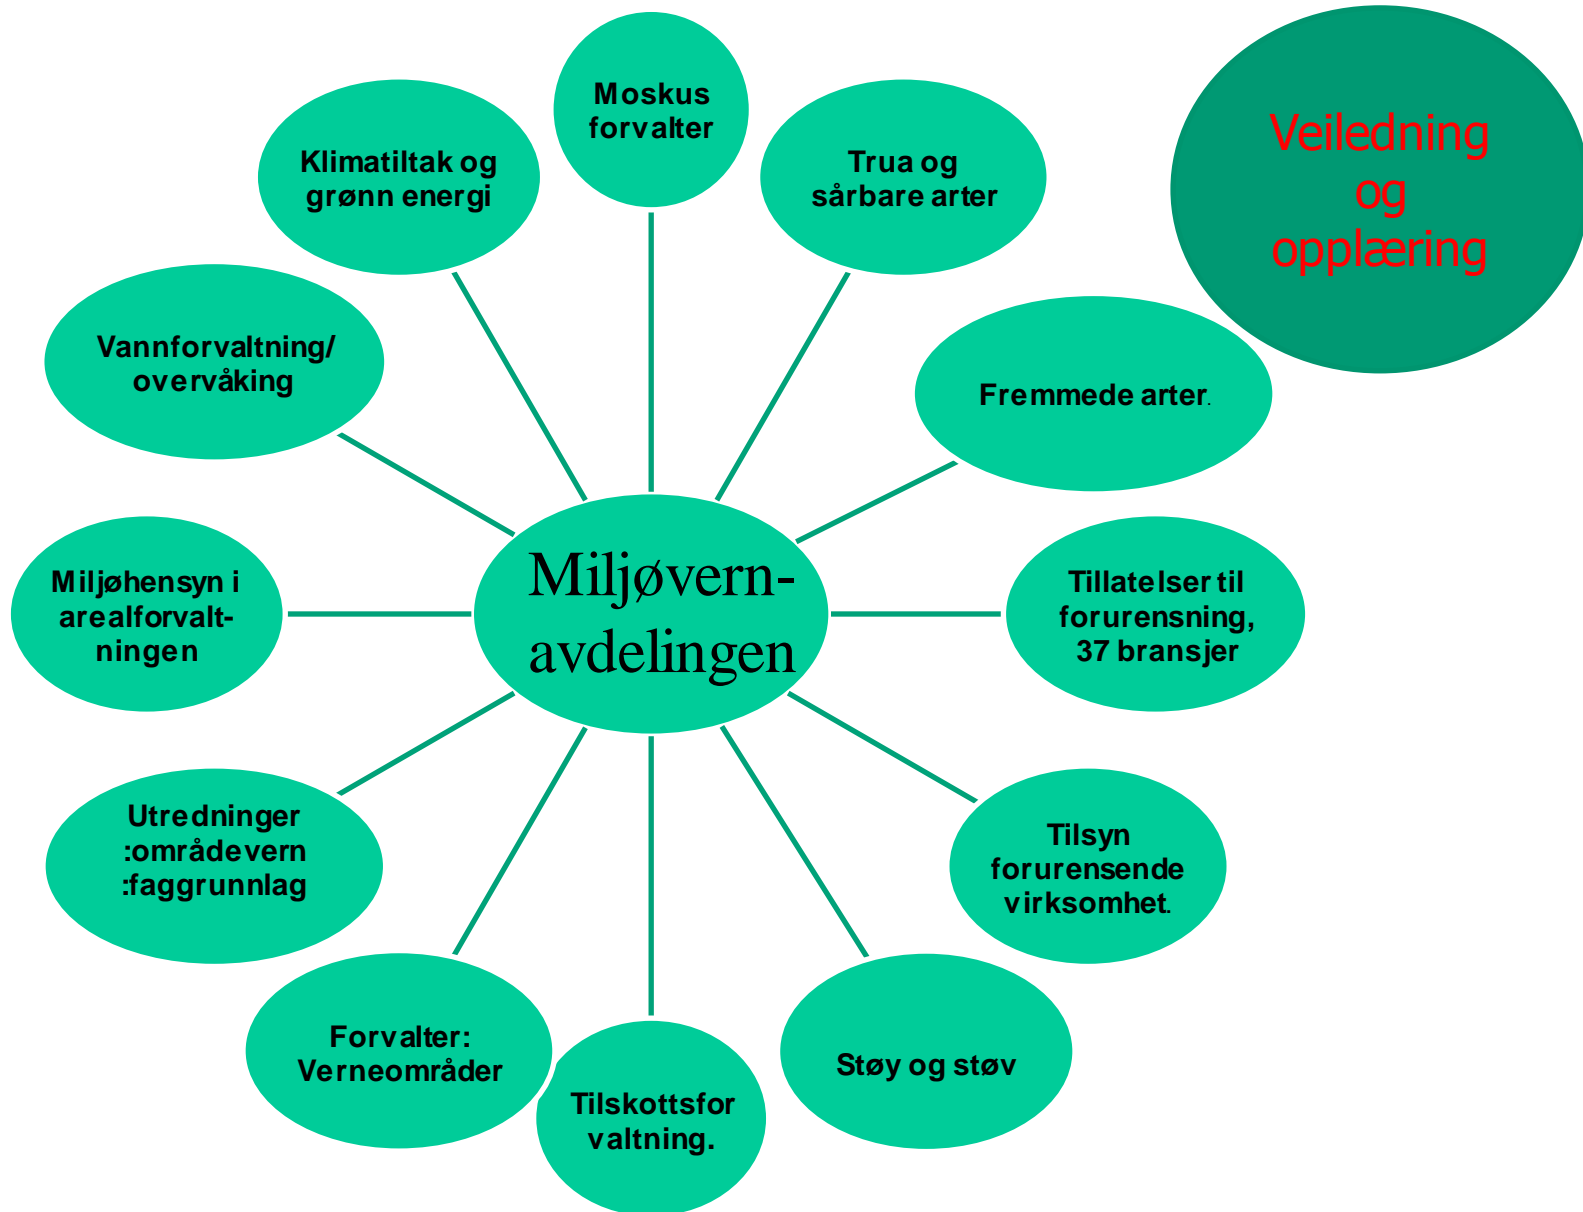 Moskus
forvalter
Klimatiltak og
grønn energi
Trua og
sårbare arter
Veiledning
og
opplæring
Vannforvaltning/
overvåking
Fremmede arter.
Miljøvern-
avdelingen
Miljøhensyn i
arealforvalt-
ningen
Tillatelser til
forurensning,
37 bransjer
Utredninger
:områdevern
:faggrunnlag
Tilsyn
forurensende
virksomhet.
Forvalter:
Verneområder
Tilskottsfor
valtning.
Støy og støv